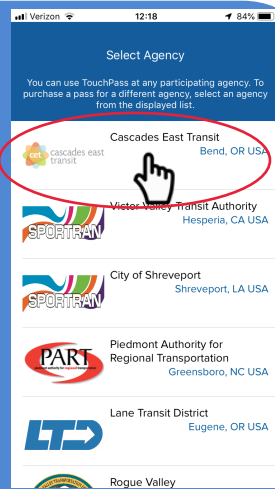 Verizon 12:18 84%
Select Agency
You can use TouchPass at any participating agency. To
purchase a pass for a different agency, select an agency
from the displayed list.
cet cascades east
transit
Cascades East Transit
Bend, OR USA
SPORTRAN
Victor Valley Transit Authority
Hesperia, CA USA
SPORTRAN
City of Shreveport
Shreveport, LA USA
PART
Piedmont Authority for
Regional Transportation
Greensboro, NC USA
LTD
Lane Transit District
Eugene, OR USA
Rogue Valley